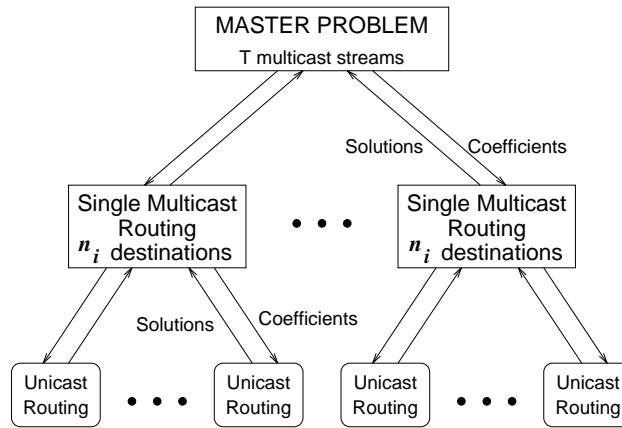 MASTER PROBLEM
T multicast streams
Solutions
Coefficients
Single Multicast
Routing
n_i destinations
Single Multicast
Routing
n_i destinations
Solutions
Coefficients
Unicast
Routing
Unicast
Routing
Unicast
Routing
Unicast
Routing